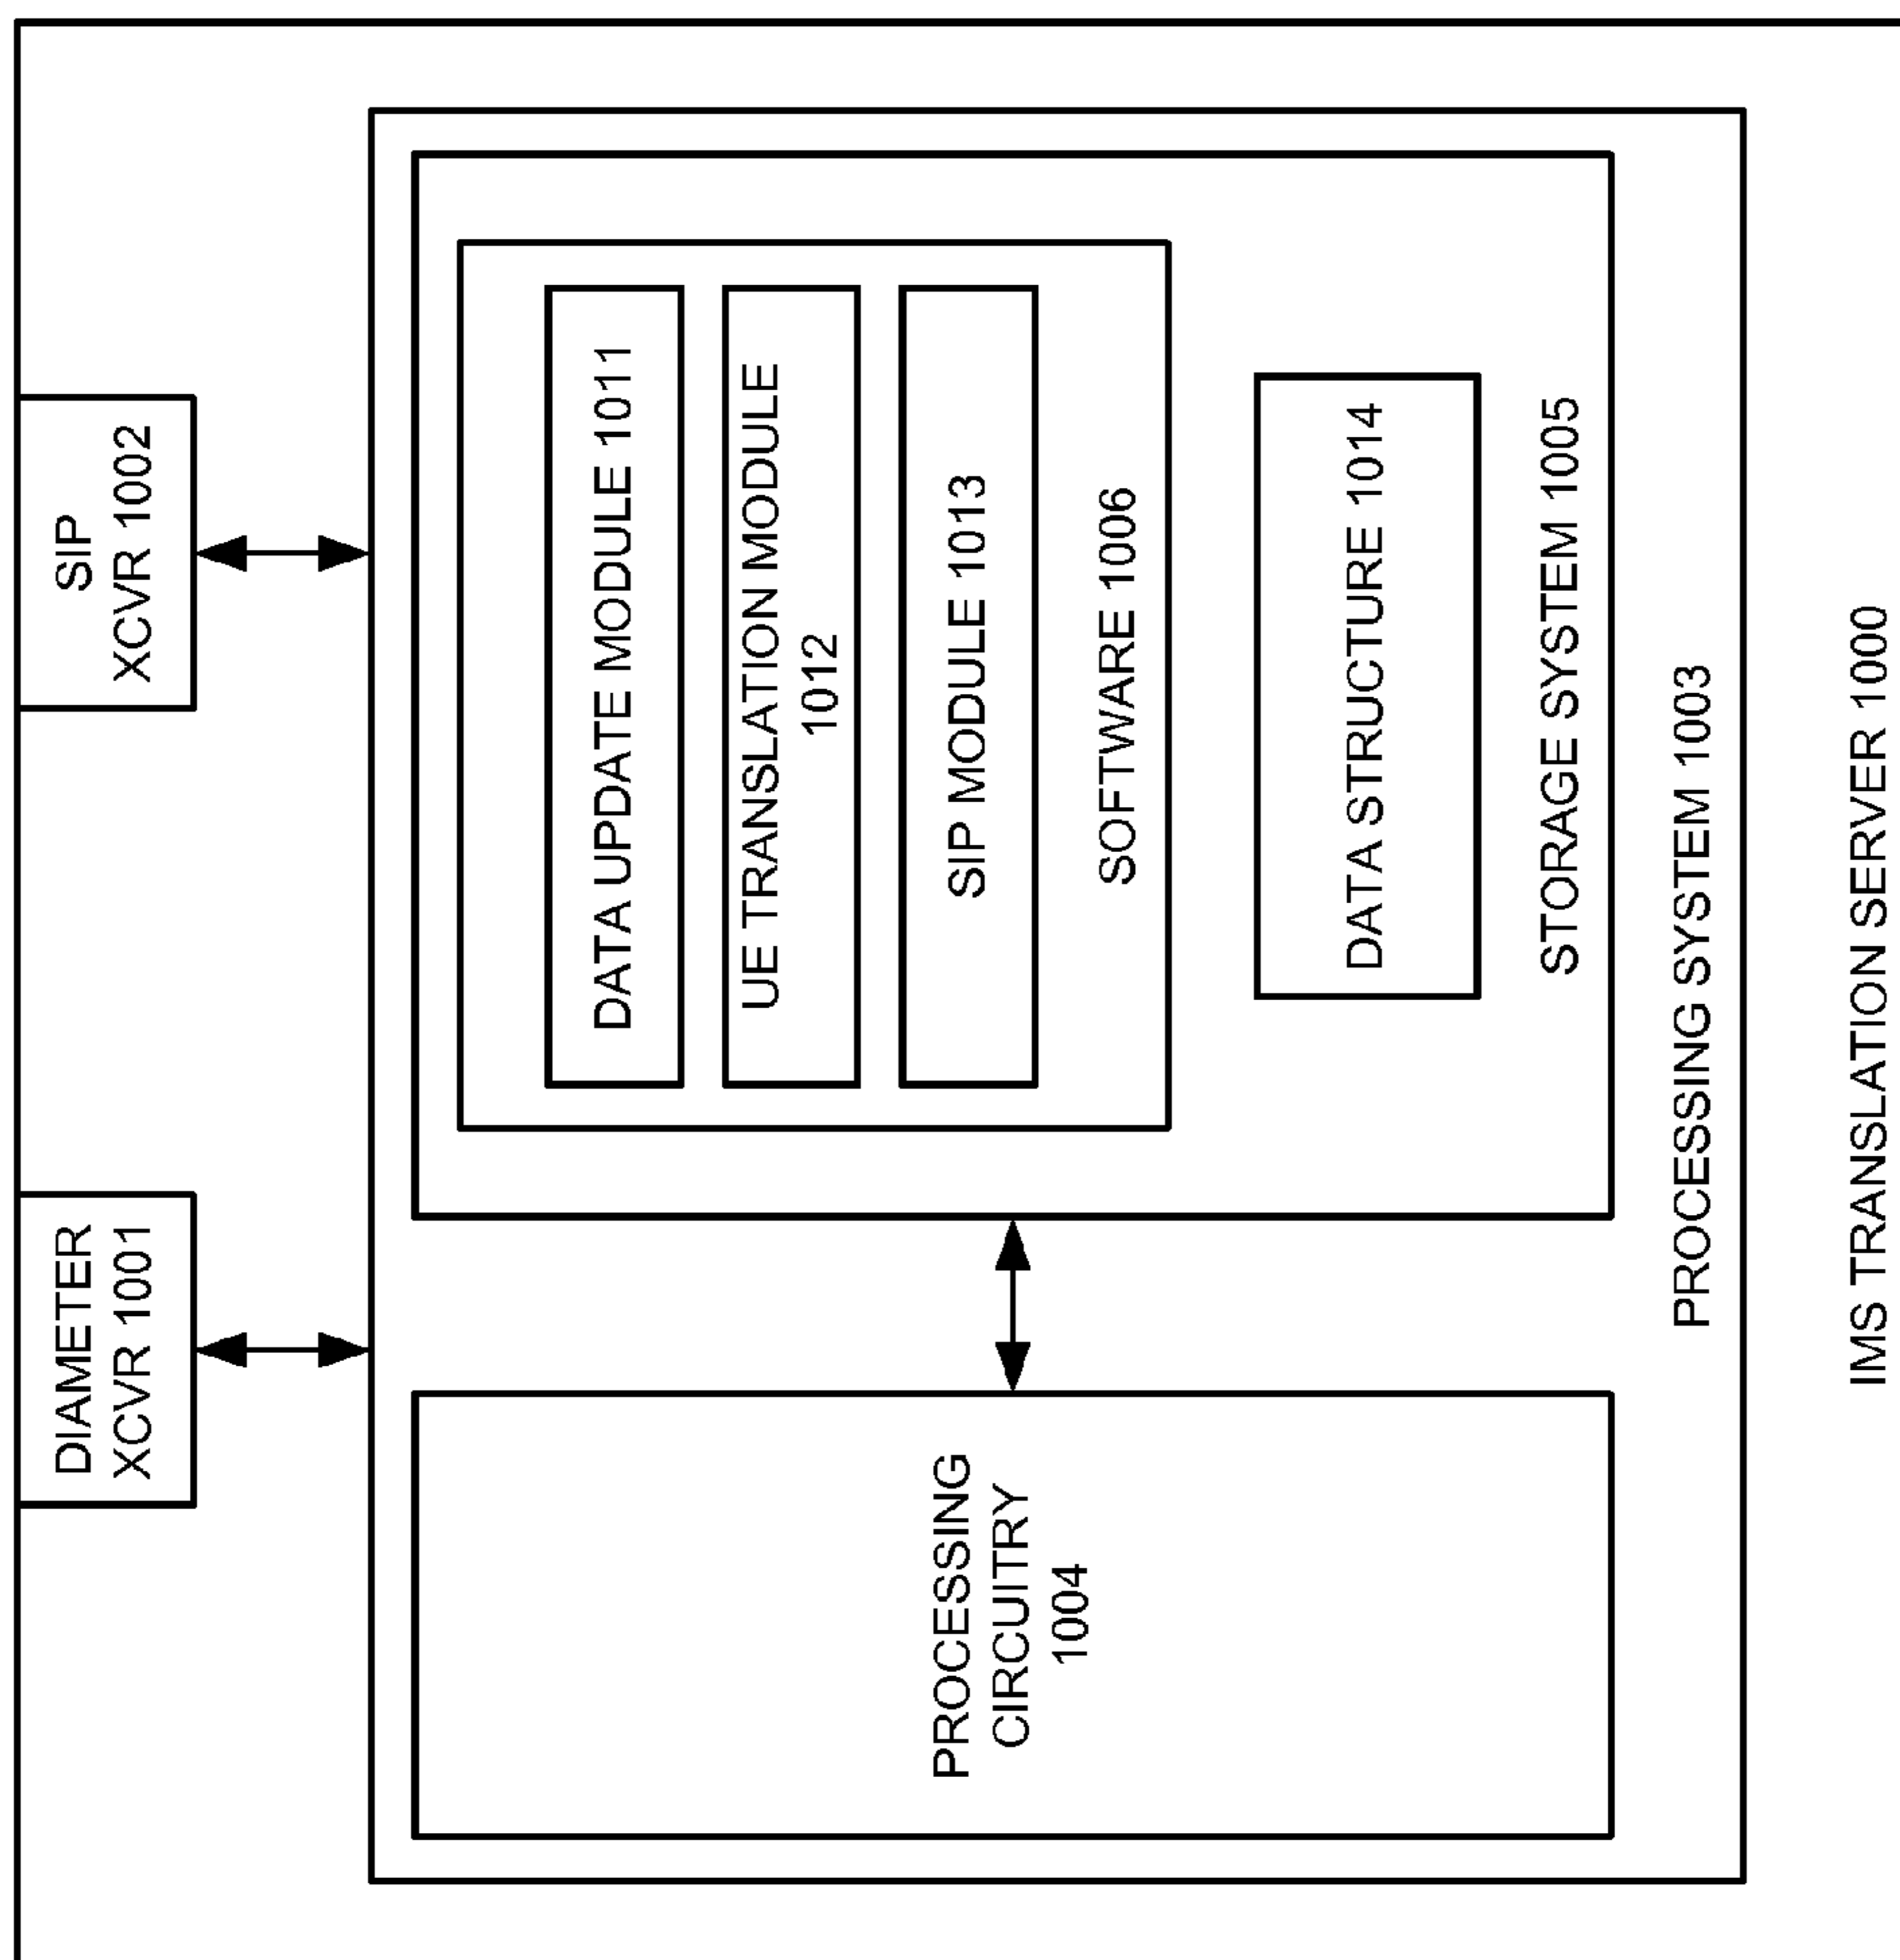 DIAMETER
XCVR 1001
SIP
XCVR 1002
PROCESSING
CIRCUITRY
1004
DATA UPDATE MODULE 1011
UE TRANSLATION MODULE
1012
SIP MODULE 1013
SOFTWARE 1006
DATA STRUCTURE 1014
STORAGE SYSTEM 1005
PROCESSING SYSTEM 1003
IMS TRANSLATION SERVER 1000